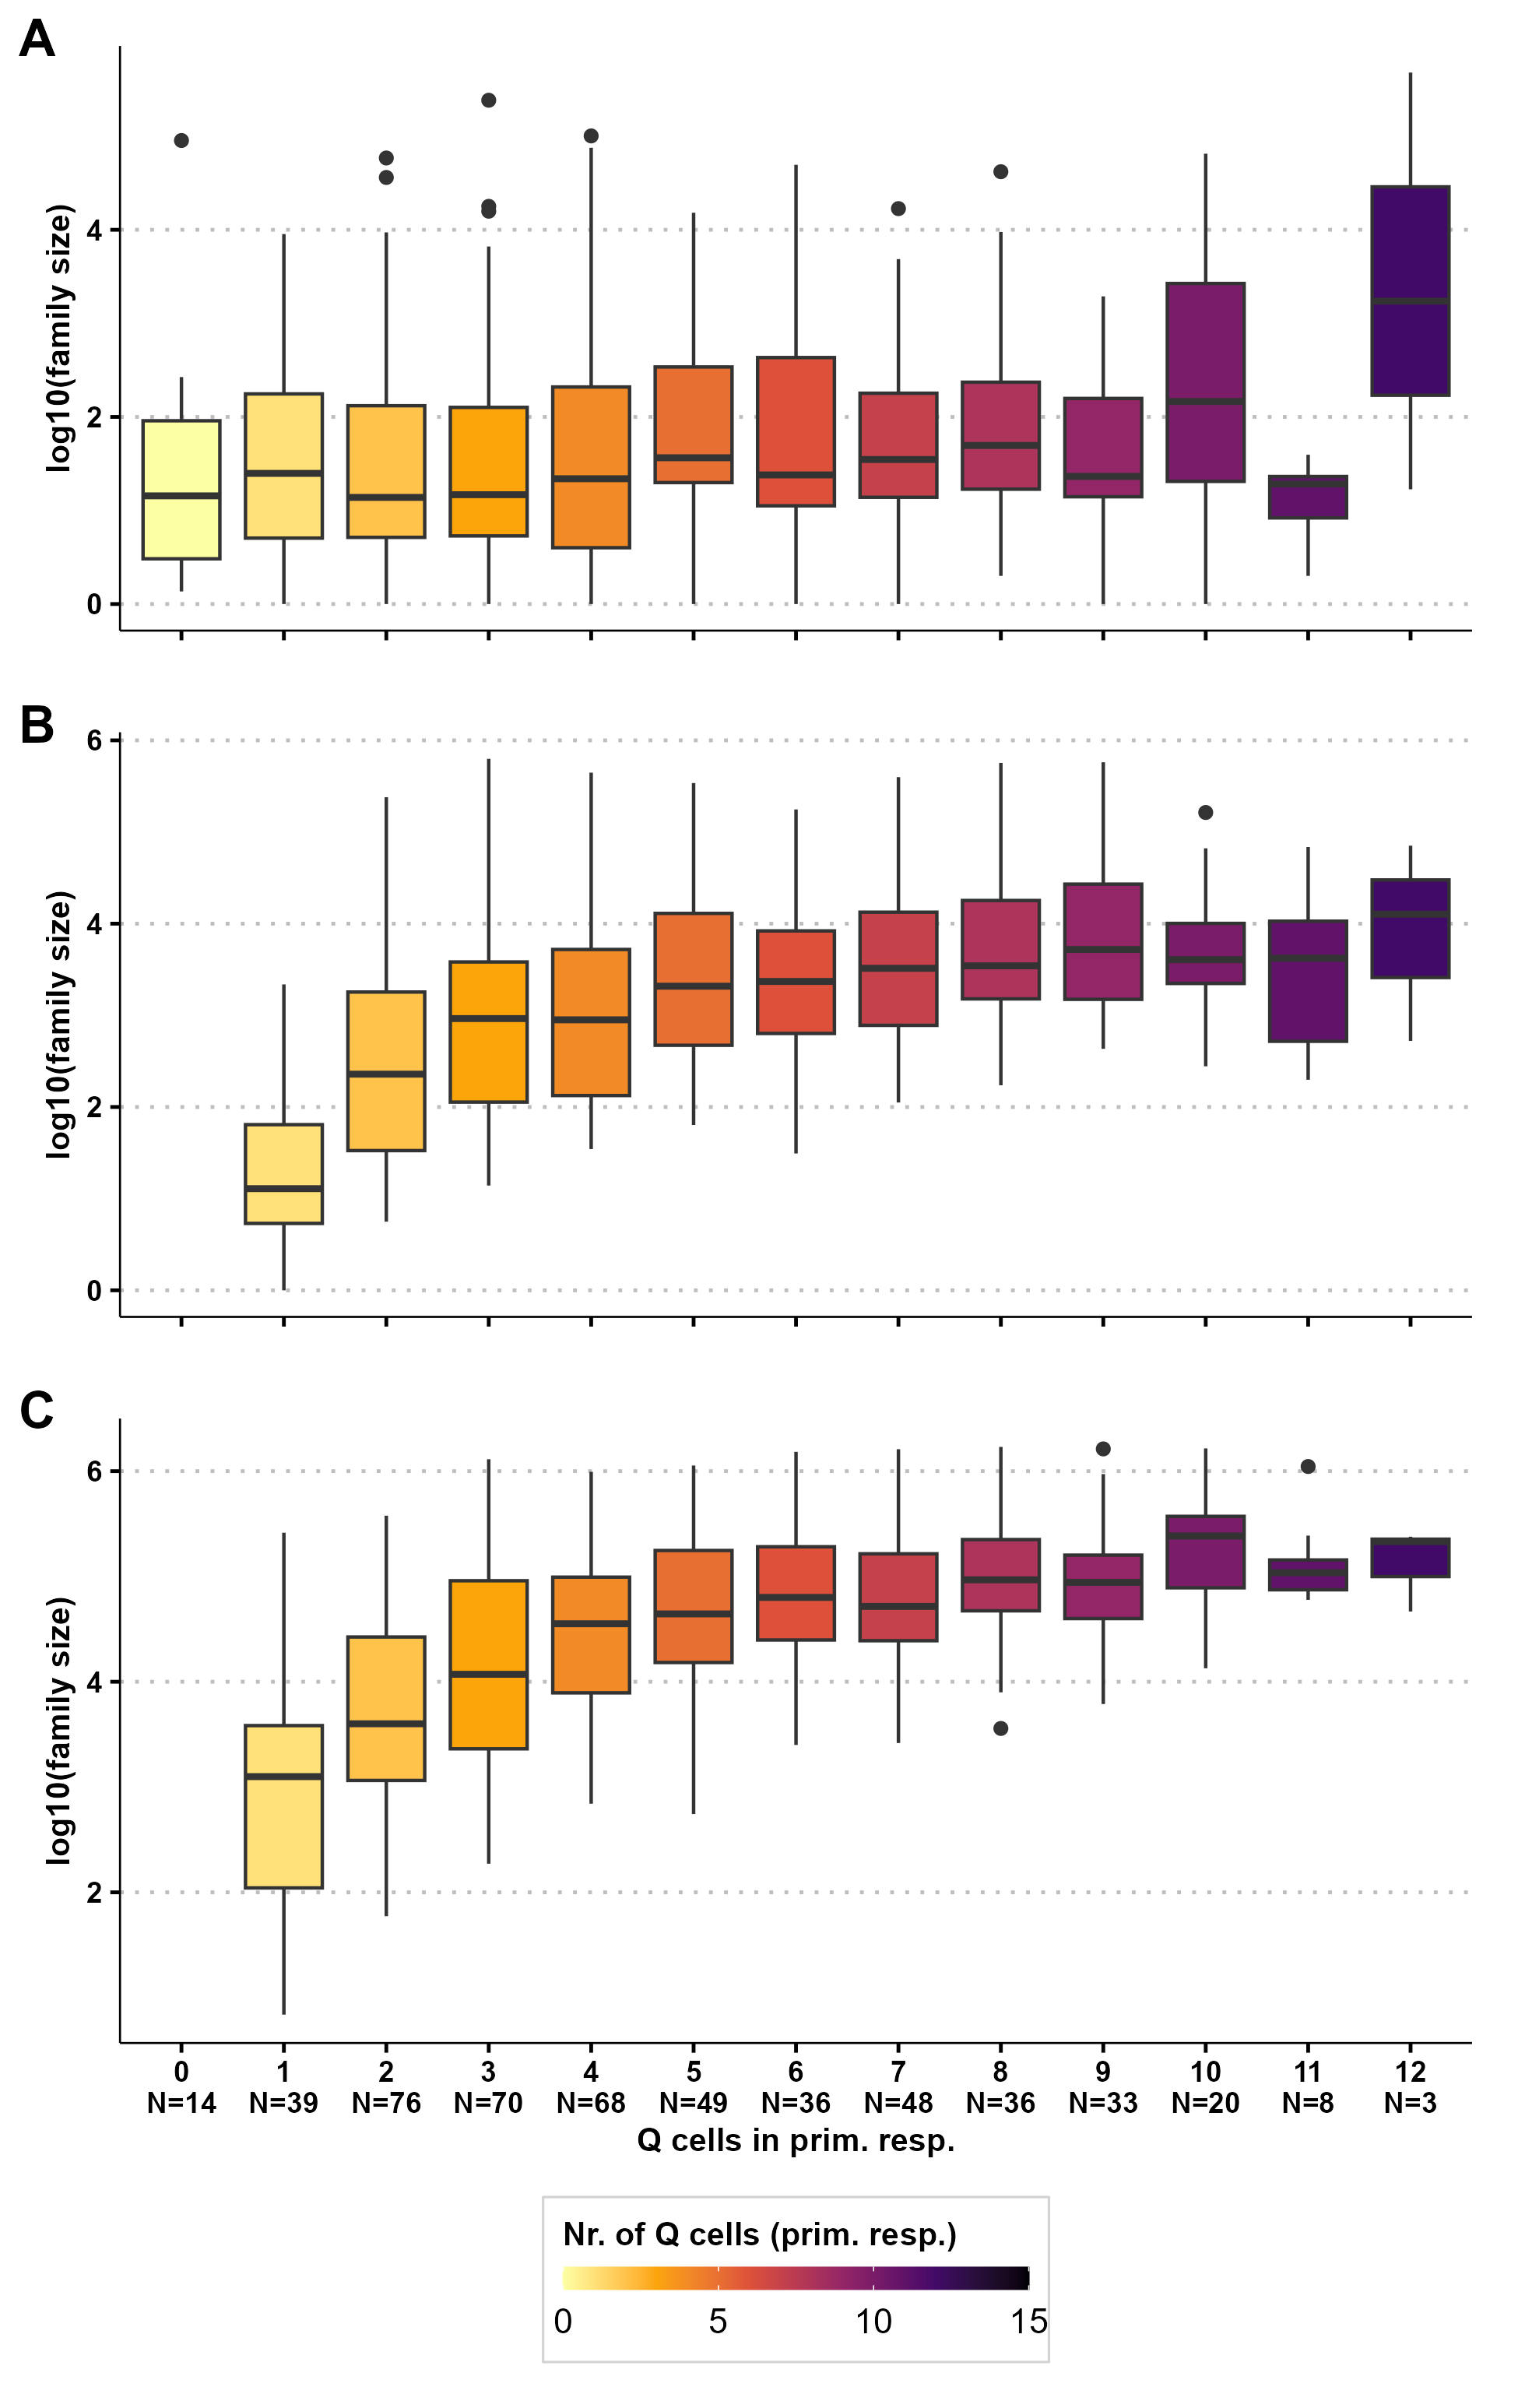 A
log10(family size)
4
2
0
B
log10(family size)
6
4
2
0
C
log10(family size)
6
4
2
0 1 2 3 4 5 6 7 8 9 10 11 12
N=14 N=39 N=76 N=70 N=68 N=49 N=36 N=48 N=36 N=33 N=20 N=8 N=3
Q cells in prim. resp.
Nr. of Q cells (prim. resp.)
0 5 10 15